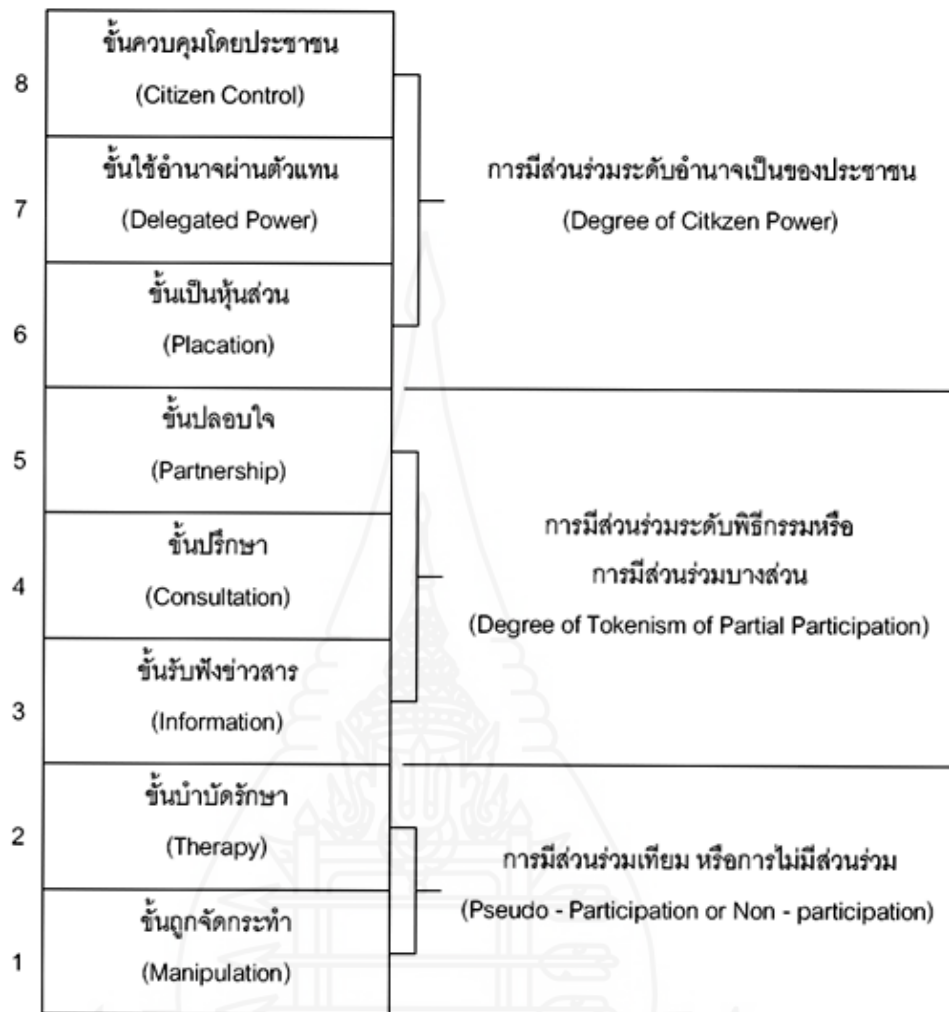 ขั้นควบคุมโดยประชาชน
8
(Citizen Control)
ขั้นใช้อำนาจผ่านตัวแทน
7
(Delegated Power)
การมีส่วนร่วมระดับอำนาจเป็นของประชาชน
(Degree of Citkzen Power)
ขั้นเป็นหุ้นส่วน
6
(Placation)
ขั้นปลอบใจ
5
(Partnership)
ขั้นปรึกษา
4
(Consultation)
ขั้นรับฟังข่าวสาร
3
(Information)
การมีส่วนร่วมระดับพิธีกรรมหรือ
การมีส่วนร่วมบางส่วน
(Degree of Tokenism of Partial Participation)
ขั้นบำบัดรักษา
2
(Therapy)
ขั้นถูกจัดกระทำ
1
(Manipulation)
การมีส่วนร่วมเทียม หรือการไม่มีส่วนร่วม
(Pseudo - Participation or Non - participation)